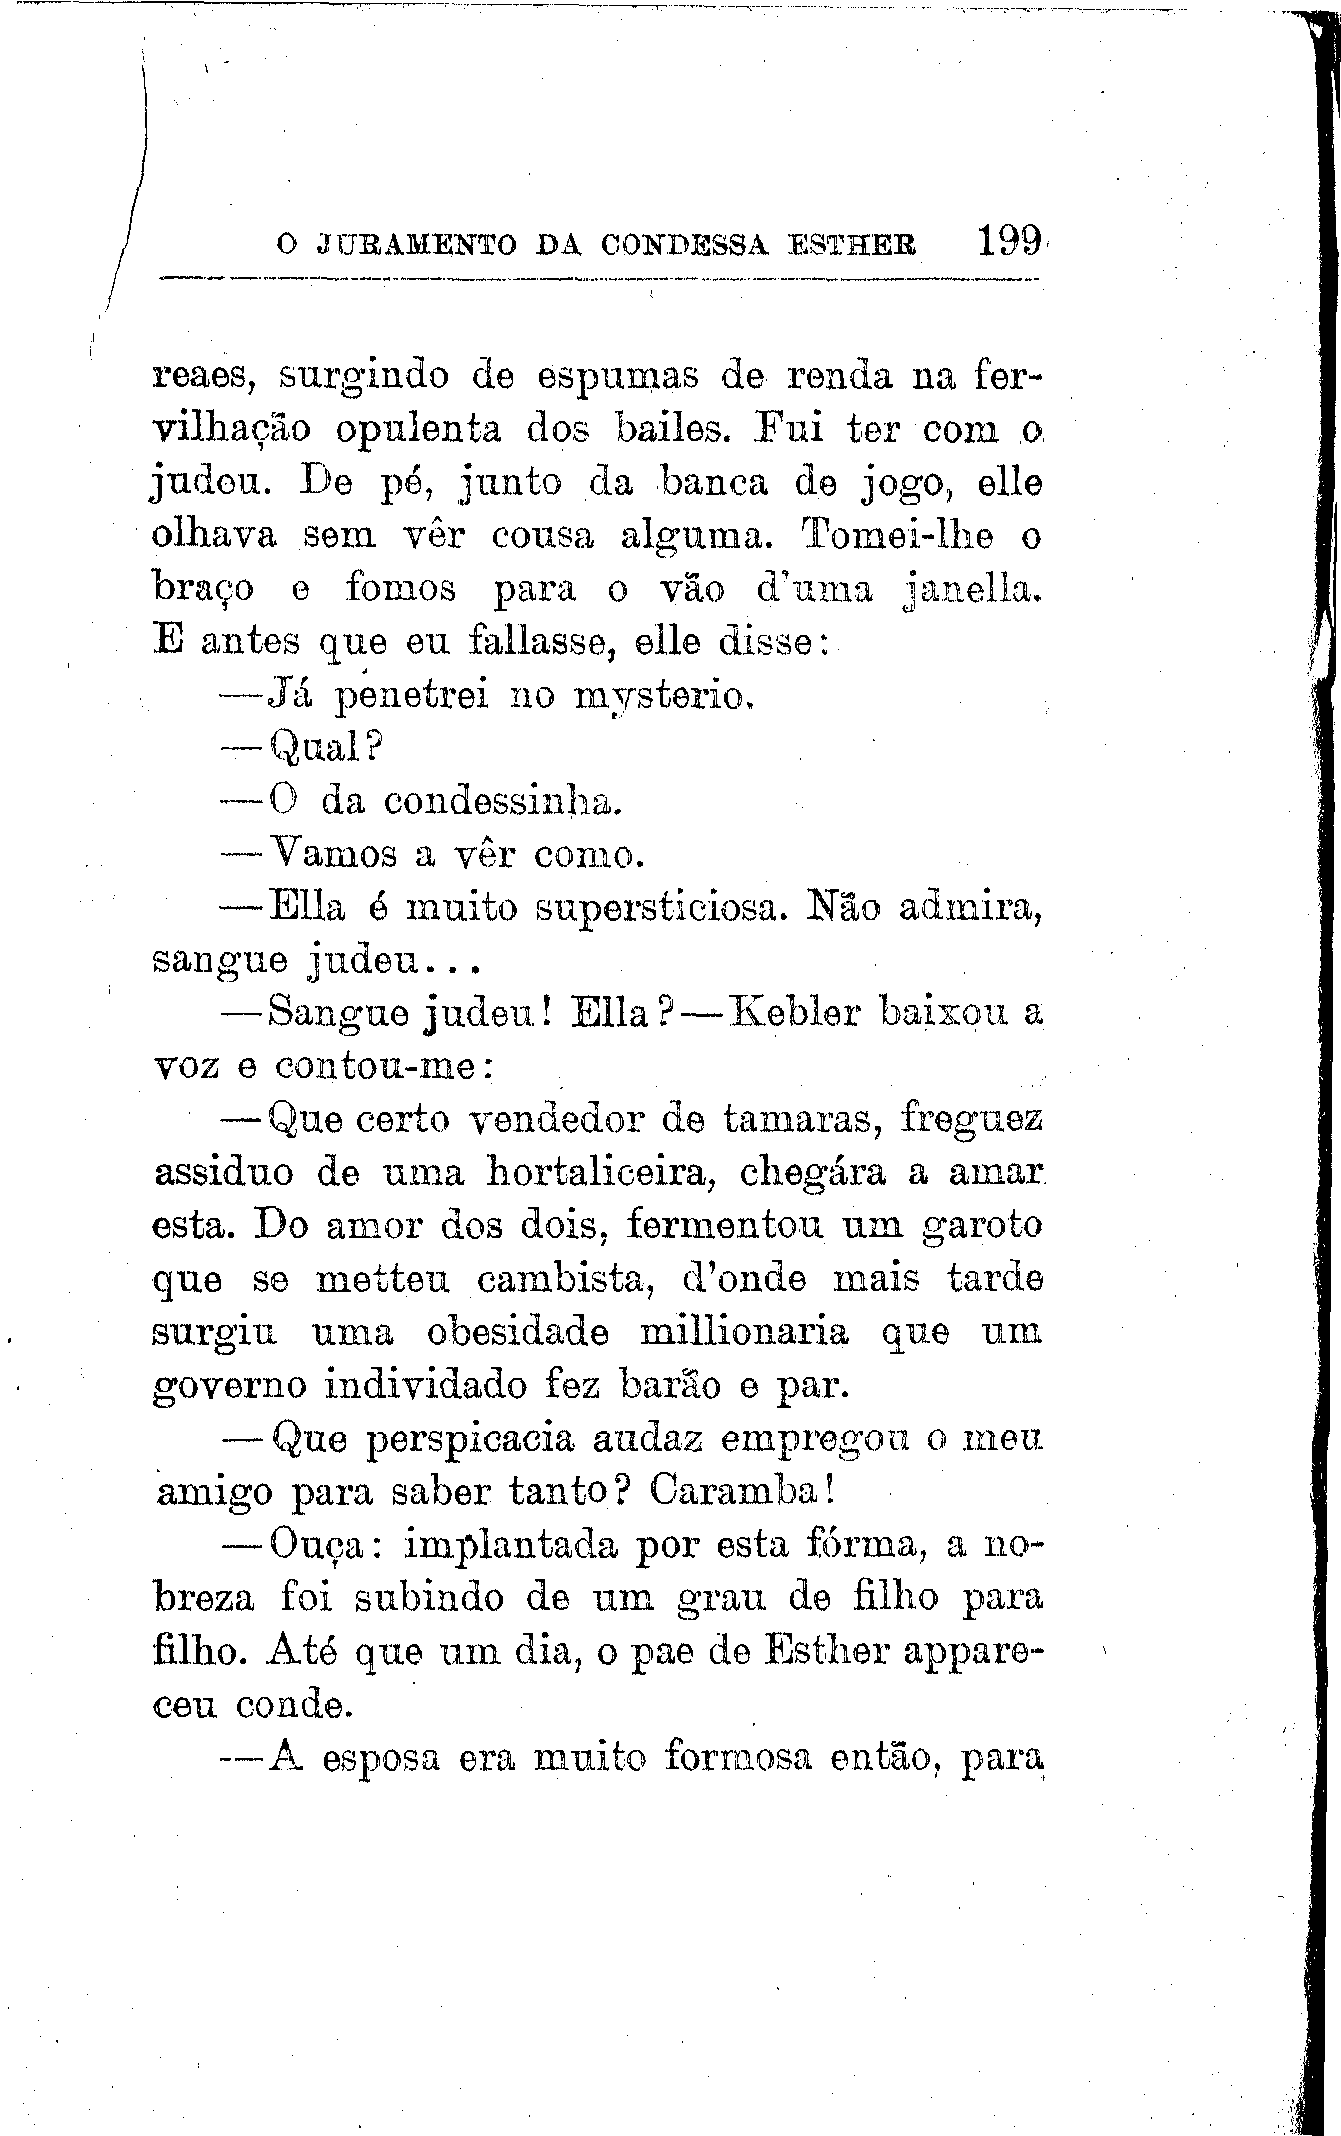 O JURAMENTO DA CONDESSA ESTHER 199
reaes, surgindo de espumas de renda na fer-
vilhação opulenta dos bailes. Fui ter com o
judeu. De pé, junto da banca de jogo, elle
olhava sem vêr cousa alguma. Tomei-lhe o
braço e fomos para o vão d'uma janella.
E antes que eu fallasse, elle disse:
—Já penetrei no mysterio.
—Qual?
—O da condessinha.
—Vamos a vêr como.
—Ella é muito supersticiosa. Não admira,
sangue judeu...
—Sangue judeu! Ella?—Kebler baixou a
voz e contou-me:
—Que certo vendedor de tamaras, freguez
assiduo de uma hortaliceira, chegára a amar
esta. Do amor dos dois, fermentou um garoto
que se metteu cambista, d'onde mais tarde
surgiu uma obesidade millionaria que um
governo individado fez barão e par.
—Que perspicacia audaz empregou o meu
amigo para saber tanto? Caramba!
—Ouça: implantada por esta fórma, a no-
breza foi subindo de um grau de filho para
filho. Até que um dia, o pae de Esther appare-
ceu conde.
—A esposa era muito formosa então, para